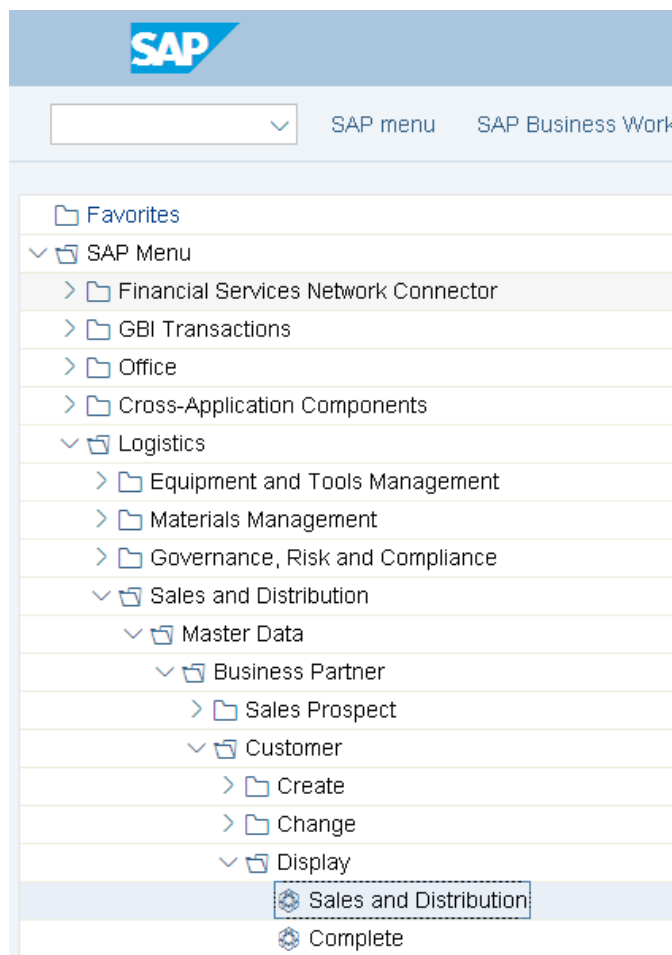 SAP
SAP menu SAP Business Work
Favorites
SAP Menu
Financial Services Network Connector
GBI Transactions
Office
Cross-Application Components
Logistics
Equipment and Tools Management
Materials Management
Governance, Risk and Compliance
Sales and Distribution
Master Data
Business Partner
Sales Prospect
Customer
Create
Change
Display
Sales and Distribution
Complete